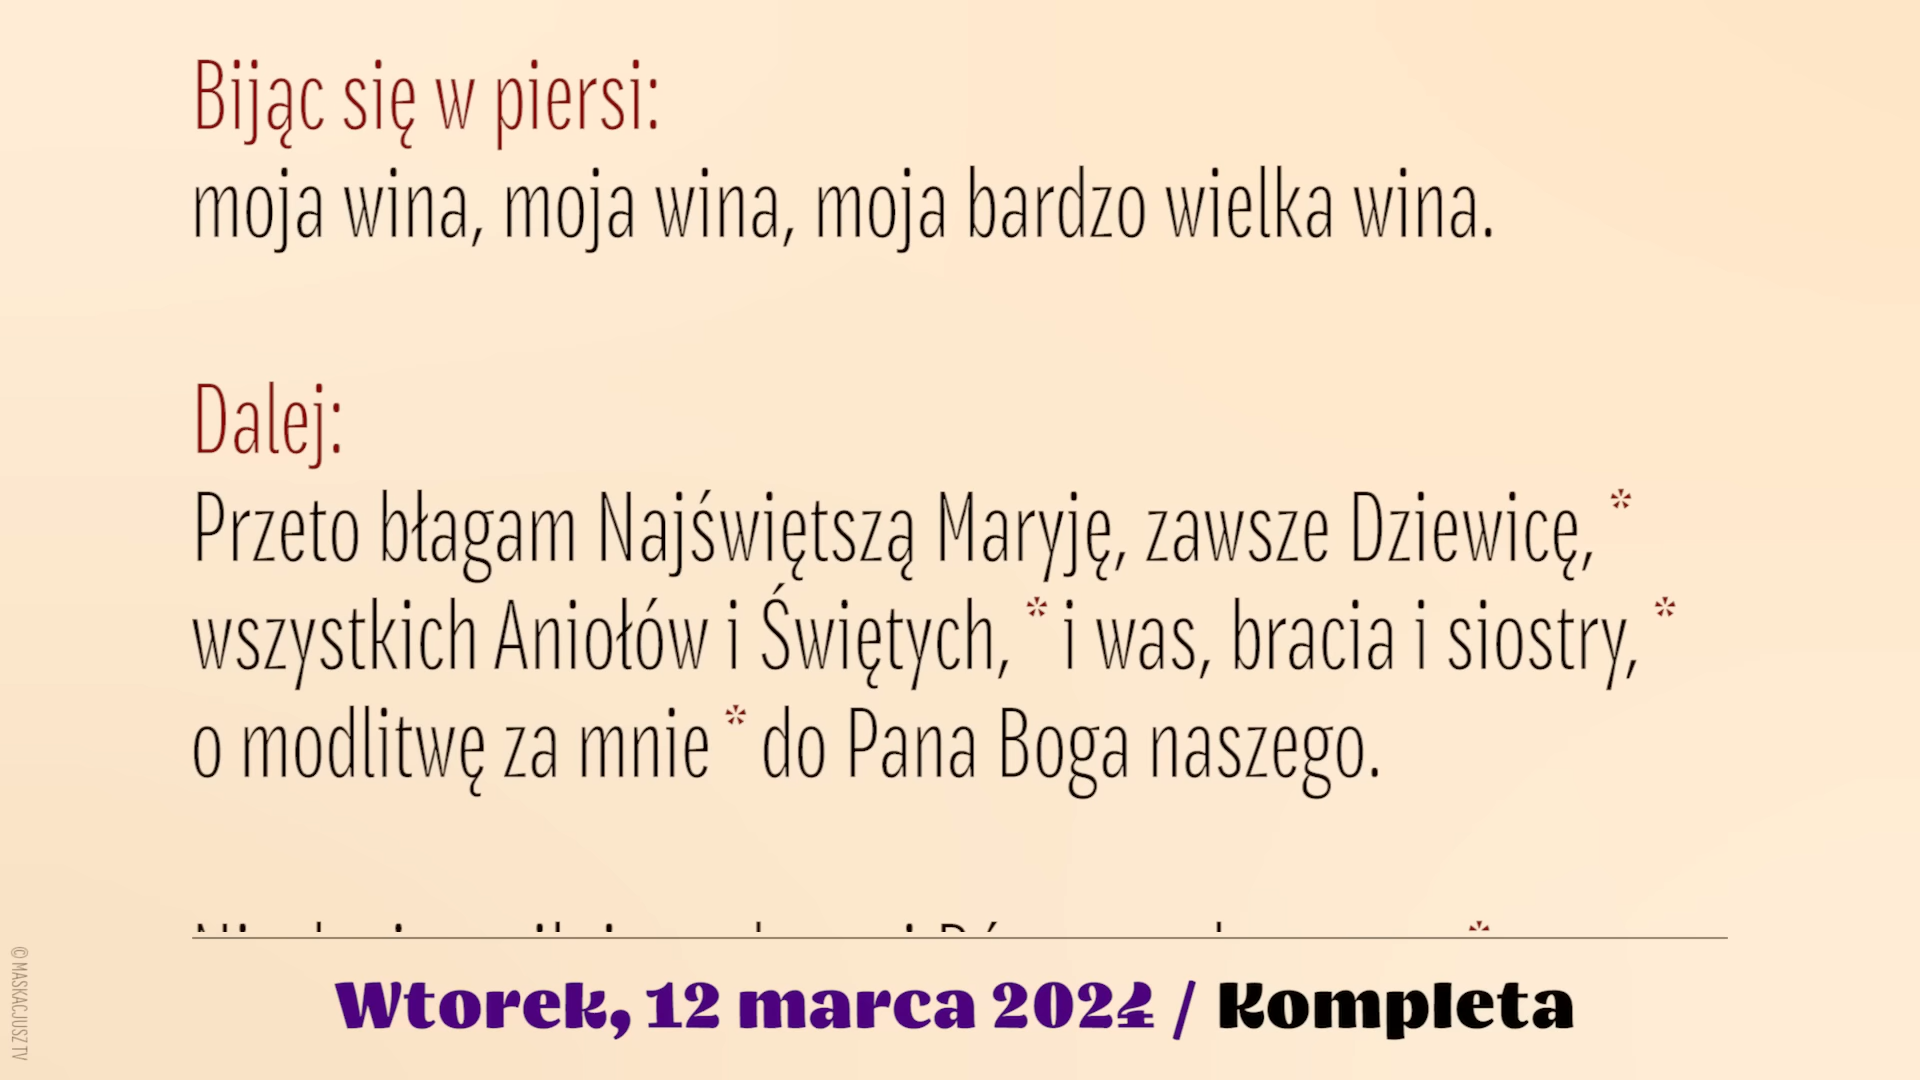 Bijąc się w piersi:
moja wina, moja wina, moja bardzo wielka wina.
Dalej:
Przeto błagam Najświętszą Maryję, zawsze Dziewicę, *
wszystkich Aniołów i Świętych, * i was, bracia i siostry, *
o modlitwę za mnie * do Pana Boga naszego.
Wtorek, 12 marca 2024 / Kompleta
© MASKACJUSZ TV